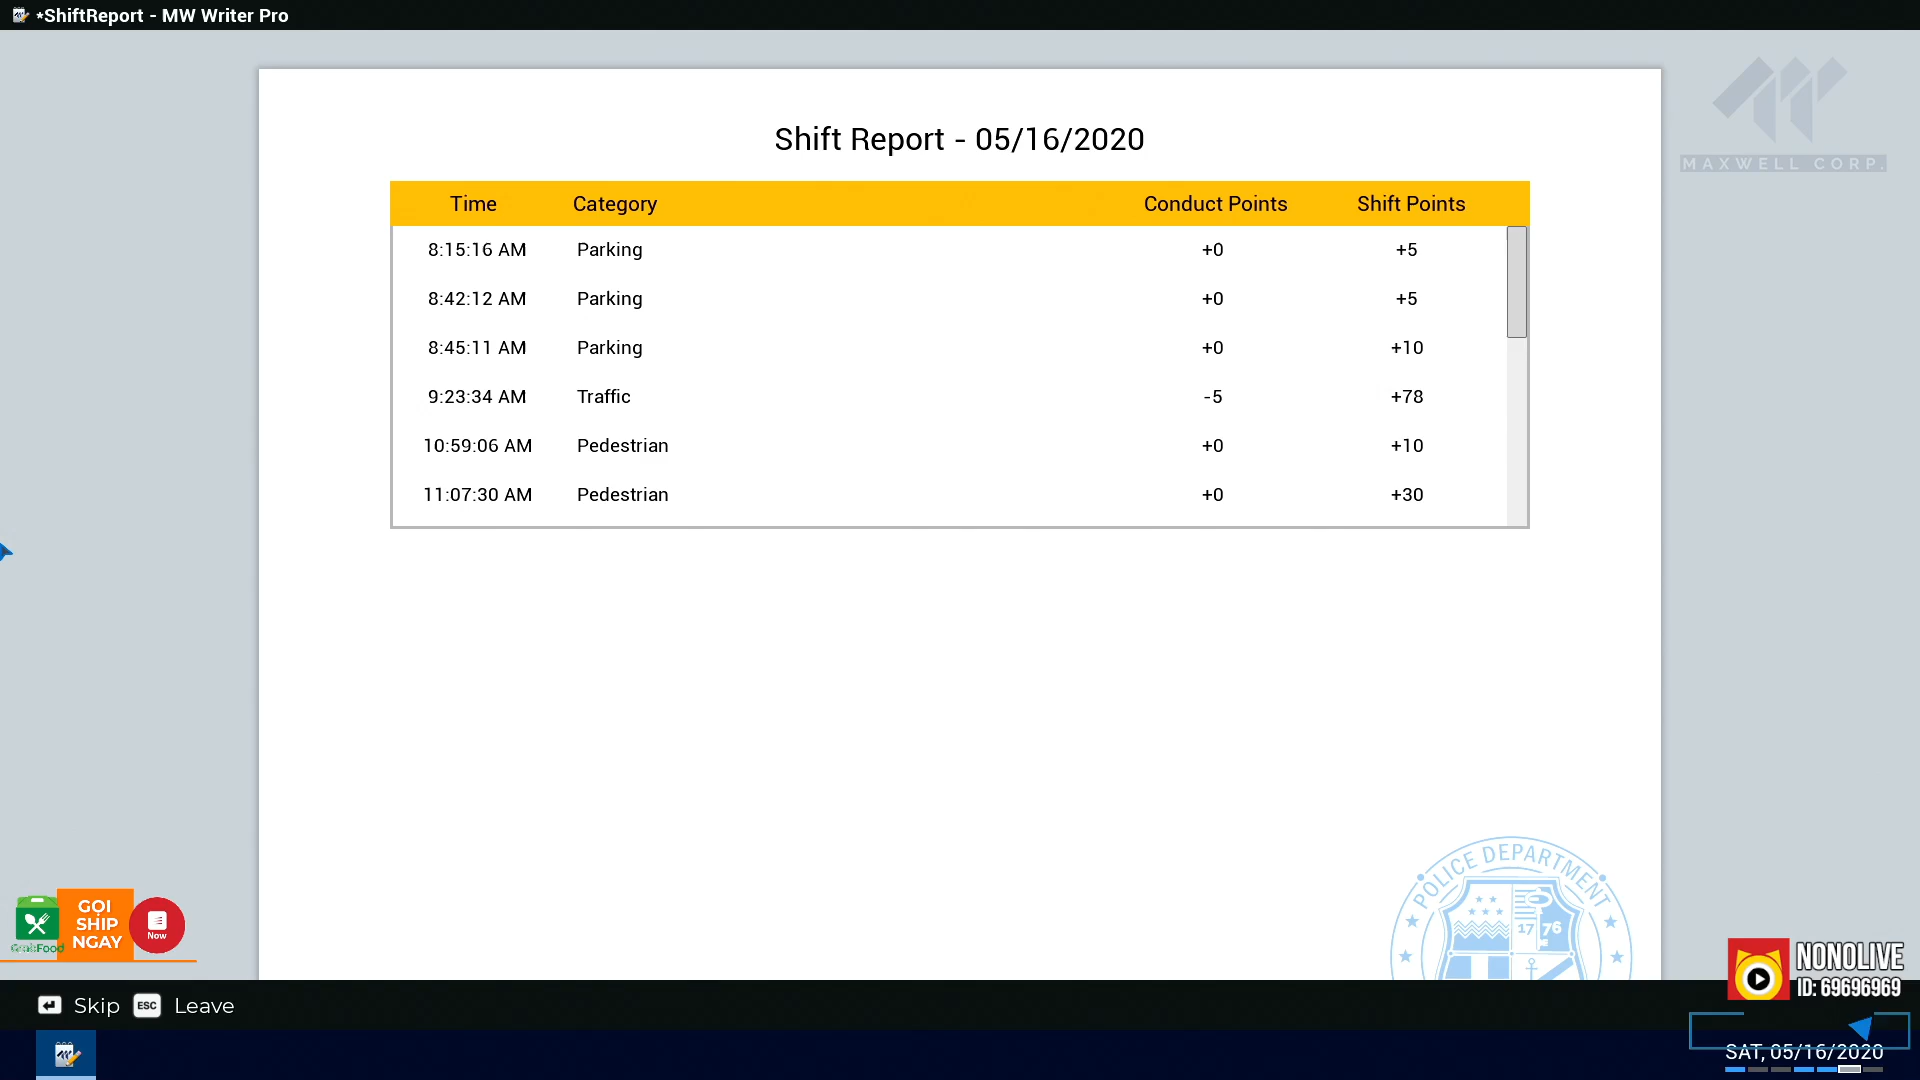 *ShiftReport - MW Writer Pro
MAXWELL CORP.
Shift Report - 05/16/2020
Time Category Conduct Points Shift Points
8:15:16 AM Parking +0 +5
8:42:12 AM Parking +0 +5
8:45:11 AM Parking +0 +10
9:23:34 AM Traffic -5 +78
10:59:06 AM Pedestrian +0 +10
11:07:30 AM Pedestrian +0 +30
POLICE DEPARTMENT
1776
GrabFood
GỌI
SHIP
NGAY
Now
NONOLIVE
ID: 69696969
Skip ESC Leave
SAT, 05/16/2020